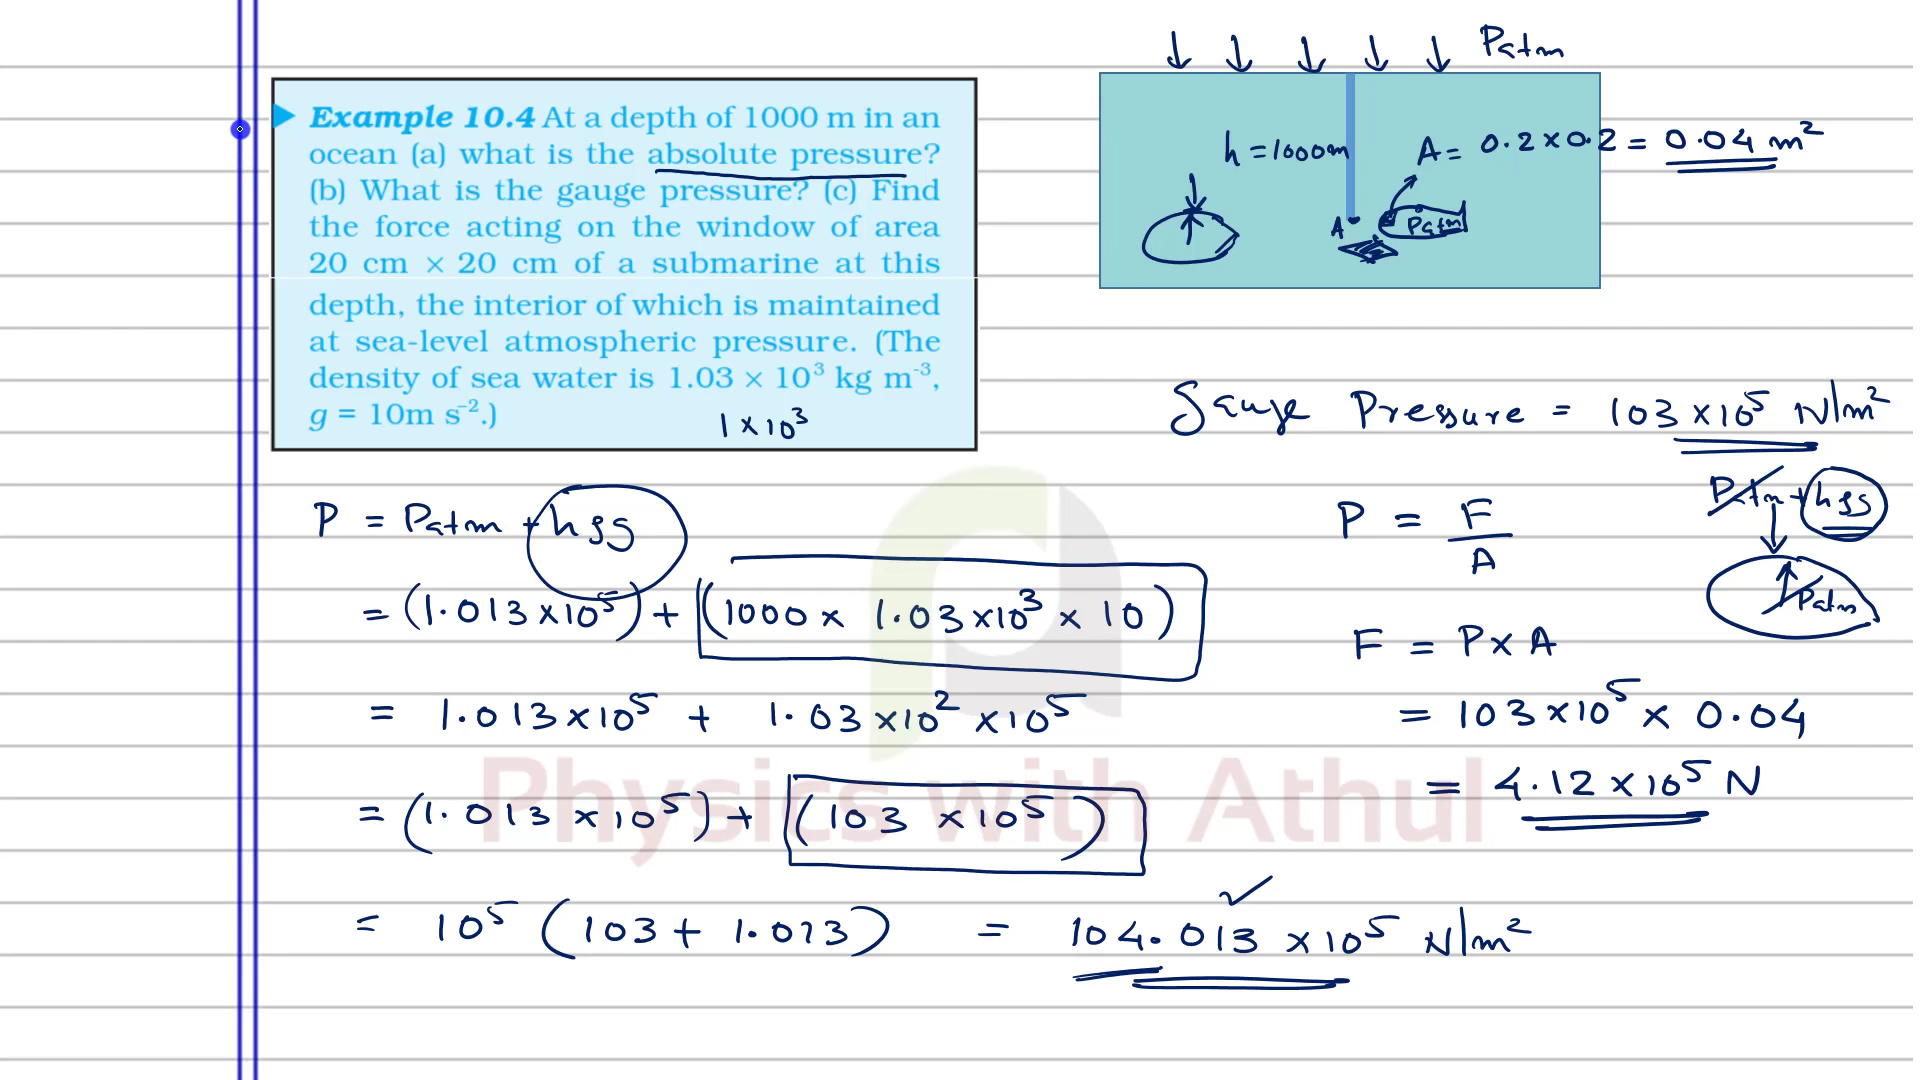 Example 10.4 At a depth of 1000 m in an
ocean (a) what is the absolute pressure?
(b) What is the gauge pressure? (c) Find
the force acting on the window of area
20 cm × 20 cm of a submarine at this
depth, the interior of which is maintained
at sea-level atmospheric pressure. (The
density of sea water is 1.03 × 10³ kg m⁻³,
g = 10m s⁻².)
1 × 10³
Patm
h = 1000m
A = 0.2 × 0.2 = 0.04 m²
A
Patm
Gauge Pressure = 103 × 10⁵ N/m²
P = Patm + hρg
= (1.013 × 10⁵) + (1000 × 1.03 × 10³ × 10)
= 1.013 × 10⁵ + 1.03 × 10² × 10⁵
= (1.013 × 10⁵) + (103 × 10⁵)
= 10⁵ (103 + 1.013) = 104.013 × 10⁵ N/m²
P = F/A
Patm + hρg
Patm
F = P × A
= 103 × 10⁵ × 0.04
= 4.12 × 10⁵ N
Physics with Athul